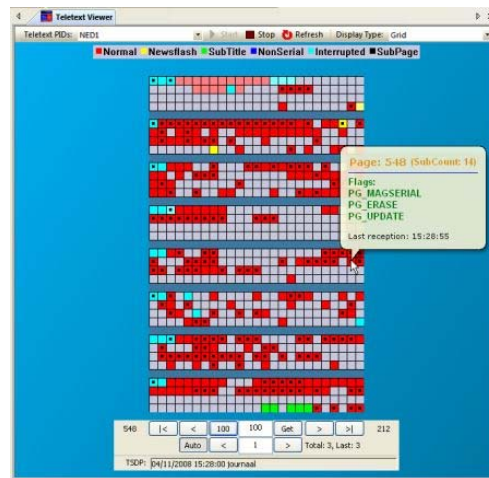 Teletext Viewer
Teletext PIDs: NED1 Start Stop Refresh Display Type: Grid
Normal Newsflash SubTitle NonSerial Interrupted SubPage
Page: 548 (SubCount: 14)
Flags:
PG_MAGSERIAL
PG_ERASE
PG_UPDATE
Last reception: 15:28:55
548 |< < 100 100 Get > >| 212
Auto < 1 > Total: 3, Last: 3
TSDP: 04/11/2008 15:28:00 journaal